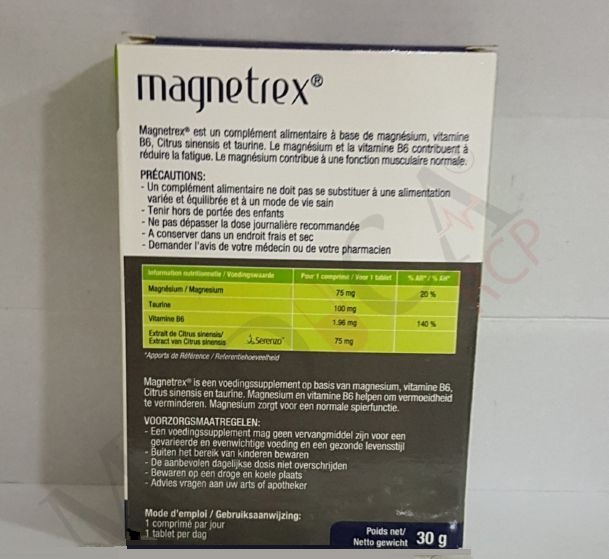 magnetrex®
Magnetrex® est un complément alimentaire à base de magnésium, vitamine
B6, Citrus sinensis et taurine. Le magnésium et la vitamine B6 contribuent à
réduire la fatigue. Le magnésium contribue à une fonction musculaire normale.
PRÉCAUTIONS:
- Un complément alimentaire ne doit pas se substituer à une alimentation
variée et équilibrée et à un mode de vie sain
- Tenir hors de portée des enfants
- Ne pas dépasser la dose journalière recommandée
- A conserver dans un endroit frais et sec
- Demander l'avis de votre médecin ou de votre pharmacien
Information nutritionnelle / Voedingswaarde Pour 1 comprimé / Voor 1 tablet % AR* / % RH*
Magnésium / Magnesium 75 mg 20 %
Taurine 100 mg
Vitamine B6 1.96 mg 140 %
Extrait de Citrus sinensis/
Extract van Citrus sinensis Serenzo™ 75 mg
*Apports de Référence / Referentiehoeveelheid
Magnetrex® is een voedingssupplement op basis van magnesium, vitamine B6,
Citrus sinensis en taurine. Magnesium en vitamine B6 helpen om vermoeidheid
te verminderen. Magnesium zorgt voor een normale spierfunctie.
VOORZORGSMAATREGELEN:
- Een voedingssupplement mag geen vervangmiddel zijn voor een
gevarieerde en evenwichtige voeding en een gezonde levensstijl
- Buiten het bereik van kinderen bewaren
- De aanbevolen dagelijkse dosis niet overschrijden
- Bewaren op een droge en koele plaats
- Advies vragen aan uw arts of apotheker
Mode d'emploi / Gebruiksaanwijzing:
1 comprimé par jour
1 tablet per dag
Poids net/
Netto gewicht 30 g